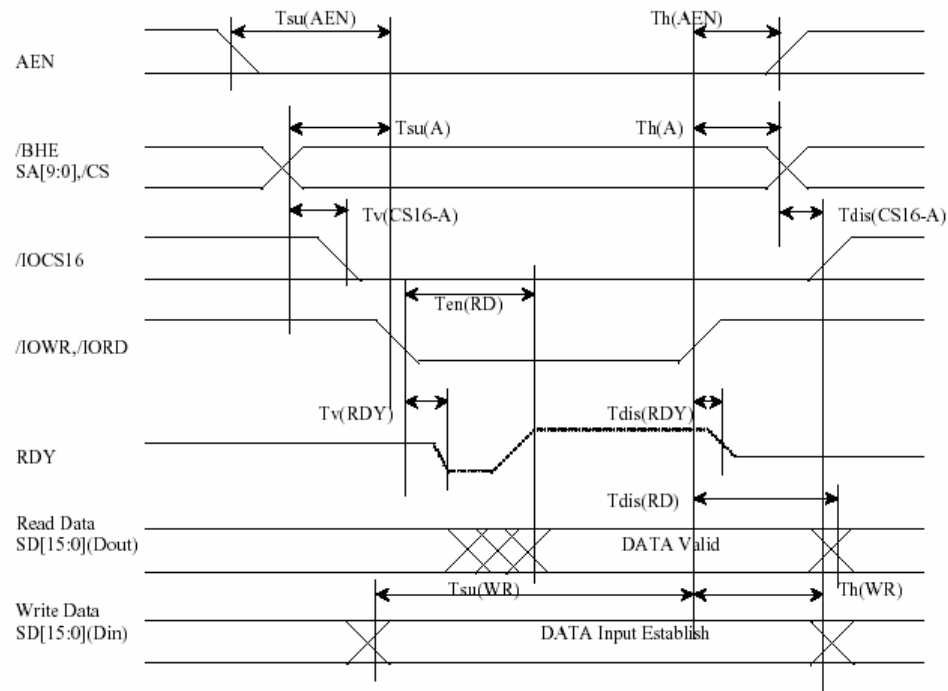 Tsu(AEN)
Th(AEN)
AEN
Tsu(A)
Th(A)
/BHE
SA[9:0],/CS
Tv(CS16-A)
Tdis(CS16-A)
/IOCS16
Ten(RD)
/IOWR,/IORD
Tv(RDY)
Tdis(RDY)
RDY
Tdis(RD)
Read Data
SD[15:0](Dout)
DATA Valid
Tsu(WR)
Th(WR)
Write Data
SD[15:0](Din)
DATA Input Establish